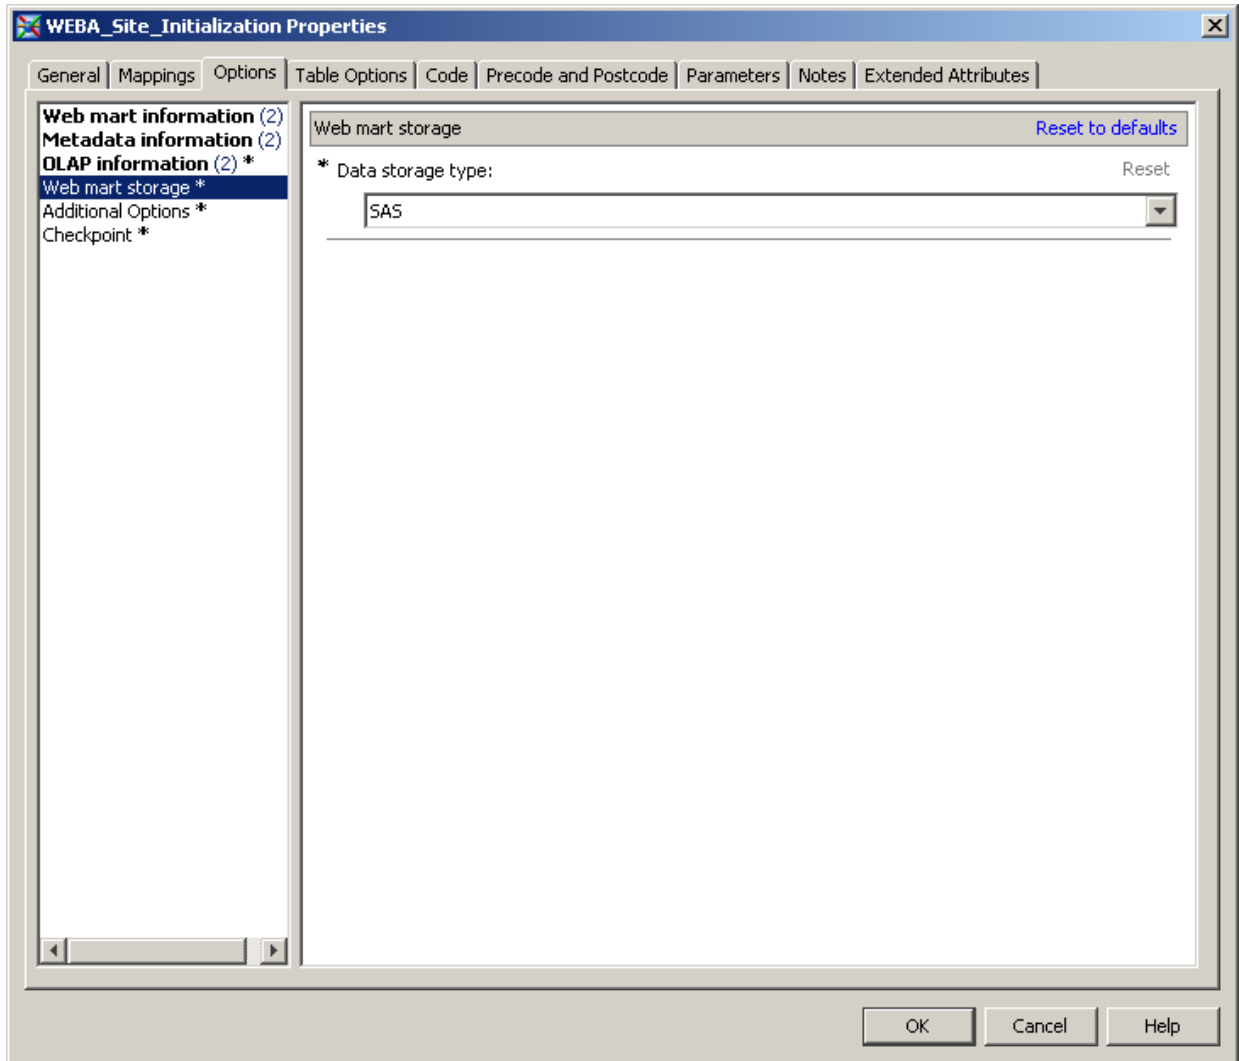 WEBA_Site_Initialization Properties
General Mappings Options Table Options Code Precode and Postcode Parameters Notes Extended Attributes
Web mart information (2)
Metadata information (2)
OLAP information (2) *
Web mart storage *
Additional Options *
Checkpoint *
Web mart storage Reset to defaults
* Data storage type: Reset
SAS
OK Cancel Help